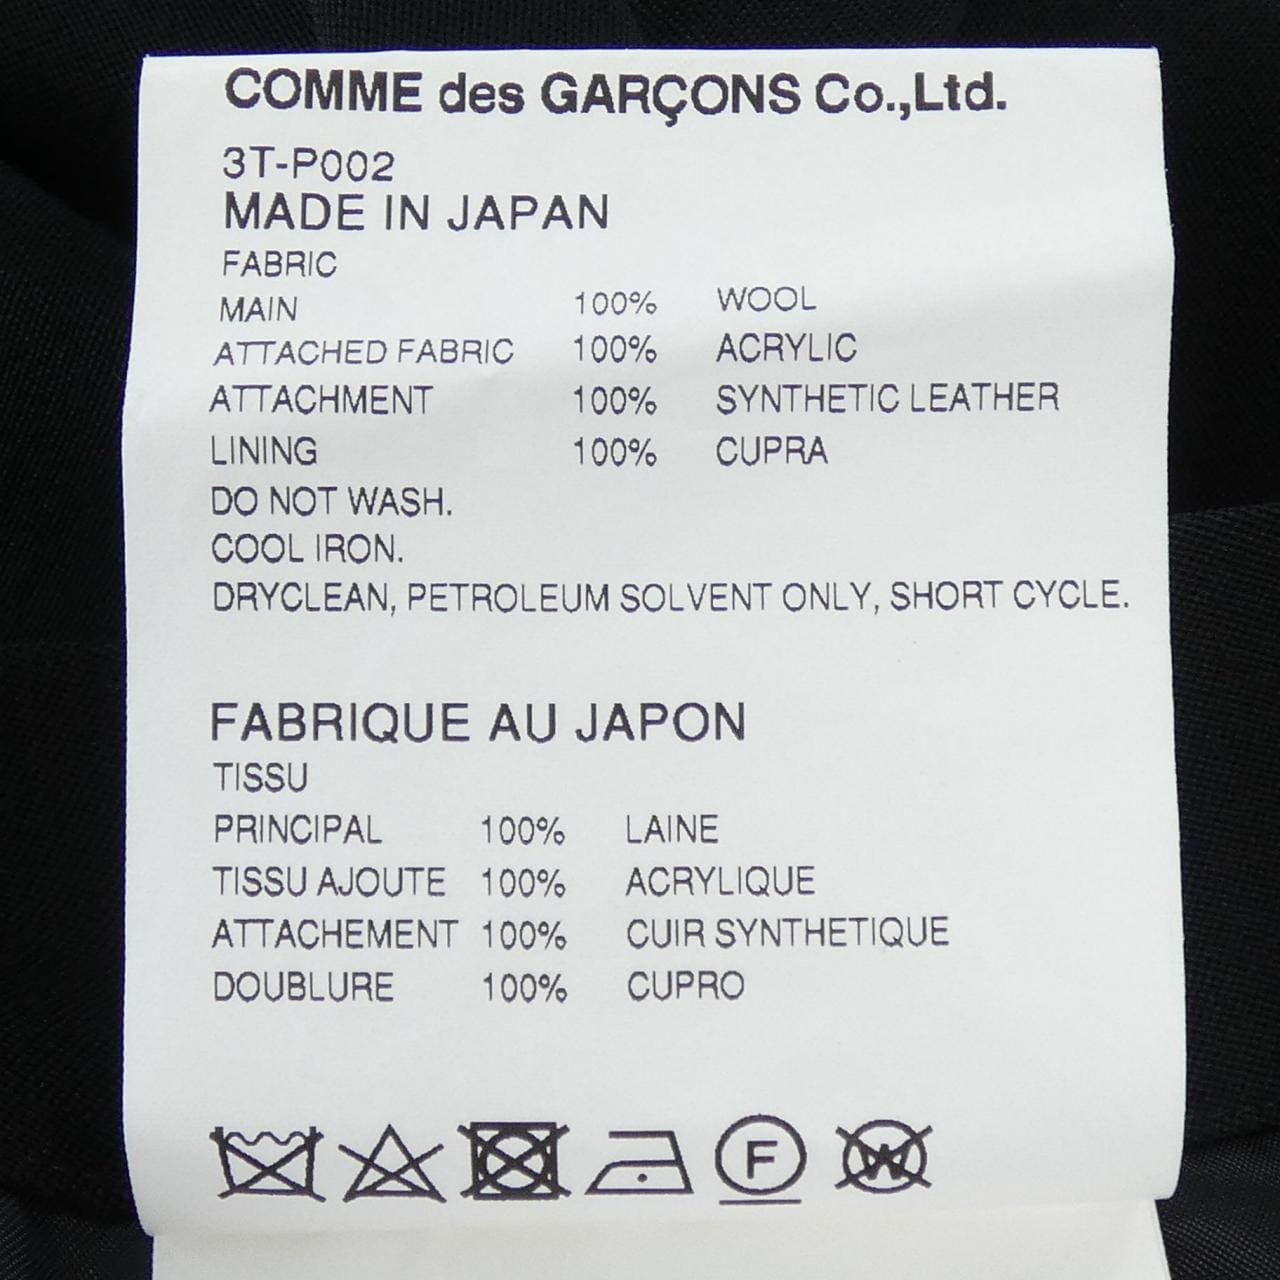 COMME des GARÇONS Co.,Ltd.
3T-P002
MADE IN JAPAN
FABRIC
MAIN 100% WOOL
ATTACHED FABRIC 100% ACRYLIC
ATTACHMENT 100% SYNTHETIC LEATHER
LINING 100% CUPRA
DO NOT WASH.
COOL IRON.
DRYCLEAN, PETROLEUM SOLVENT ONLY, SHORT CYCLE.
FABRIQUE AU JAPON
TISSU
PRINCIPAL 100% LAINE
TISSU AJOUTE 100% ACRYLIQUE
ATTACHEMENT 100% CUIR SYNTHETIQUE
DOUBLURE 100% CUPRO
F W